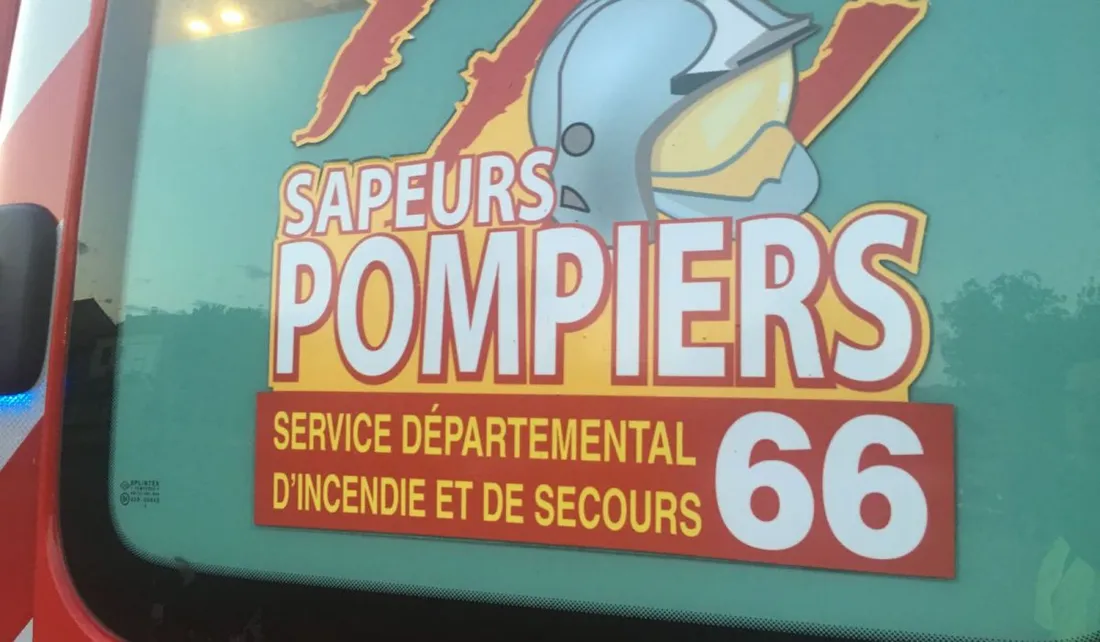 SAPEURS
POMPIERS
SERVICE DÉPARTEMENTAL
D'INCENDIE ET DE SECOURS
66